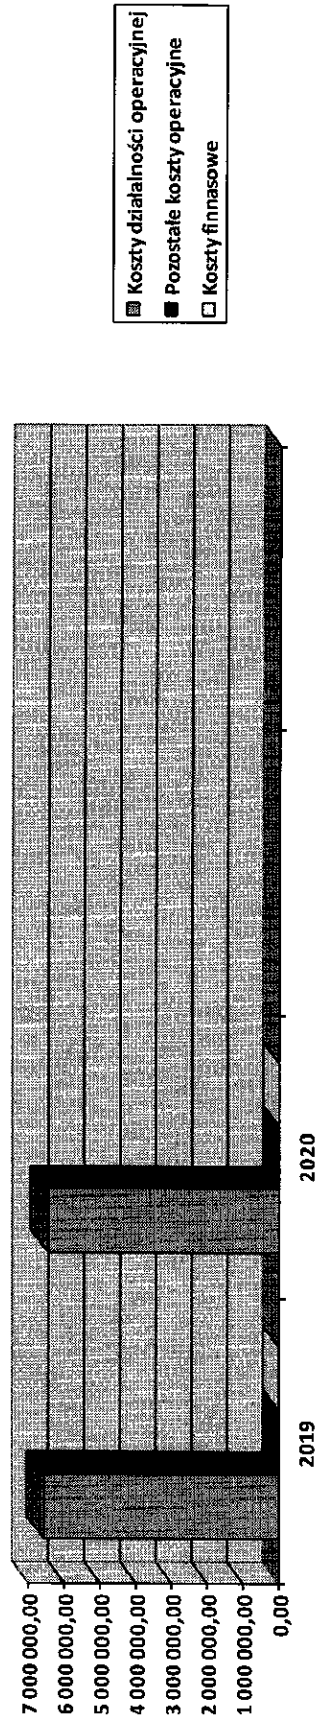 7 000 000,00
6 000 000,00
5 000 000,00
4 000 000,00
3 000 000,00
2 000 000,00
1 000 000,00
0,00
2019
2020
Koszty działalności operacyjnej
Pozostałe koszty operacyjne
Koszty finnasowe